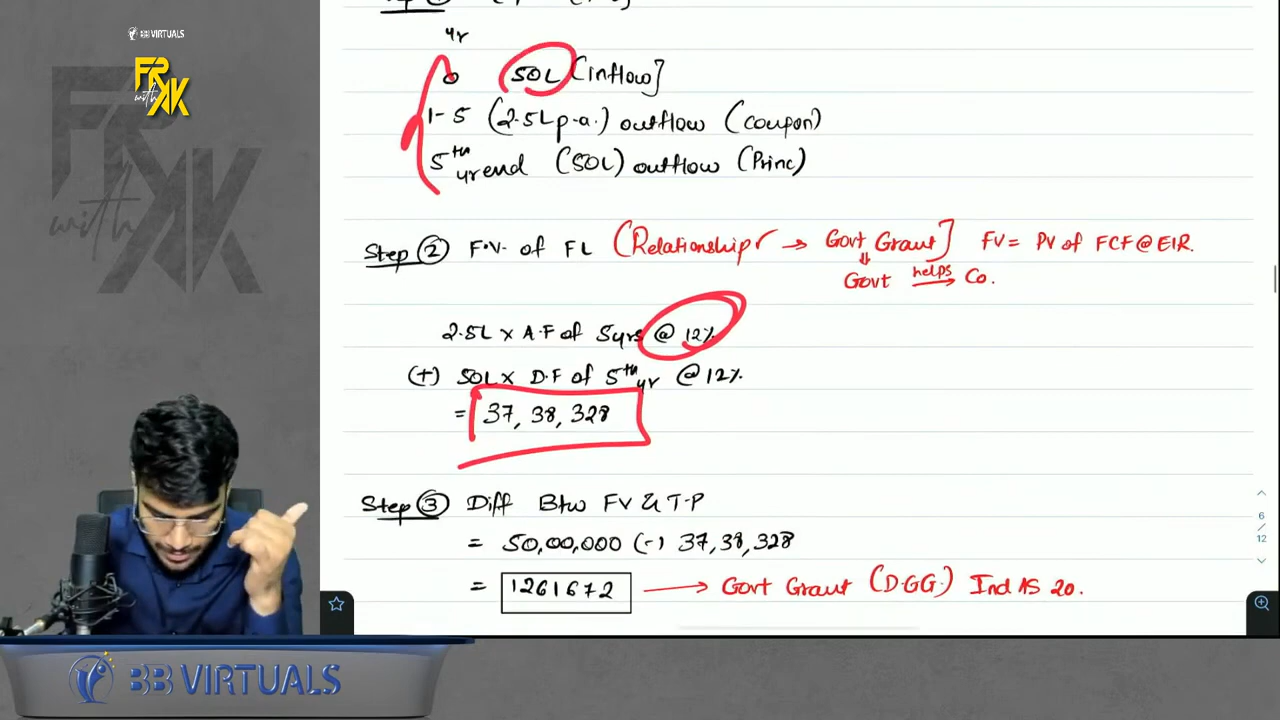 BB VIRTUALS
FR
with
AK
yr
0 50L (inflow]
1-5 (2.5L p.a.) outflow (coupon)
5th yr end (50L) outflow (Princ)
Step ② F.V. of FL (Relationship → Govt Grant] FV = PV of FCF @ EIR.
⇓
Govt helps → Co.
2.5L x A.F of 5yrs @ 12%
(+) 50L x D.F of 5th yr @ 12%.
= 37, 38, 328
Step ③ Diff Btw FV & T.P
= 50,00,000 (-) 37,38,328
= 1261672 → Govt Grant (D.G.G.) Ind AS 20.
6
/
12
BB VIRTUALS